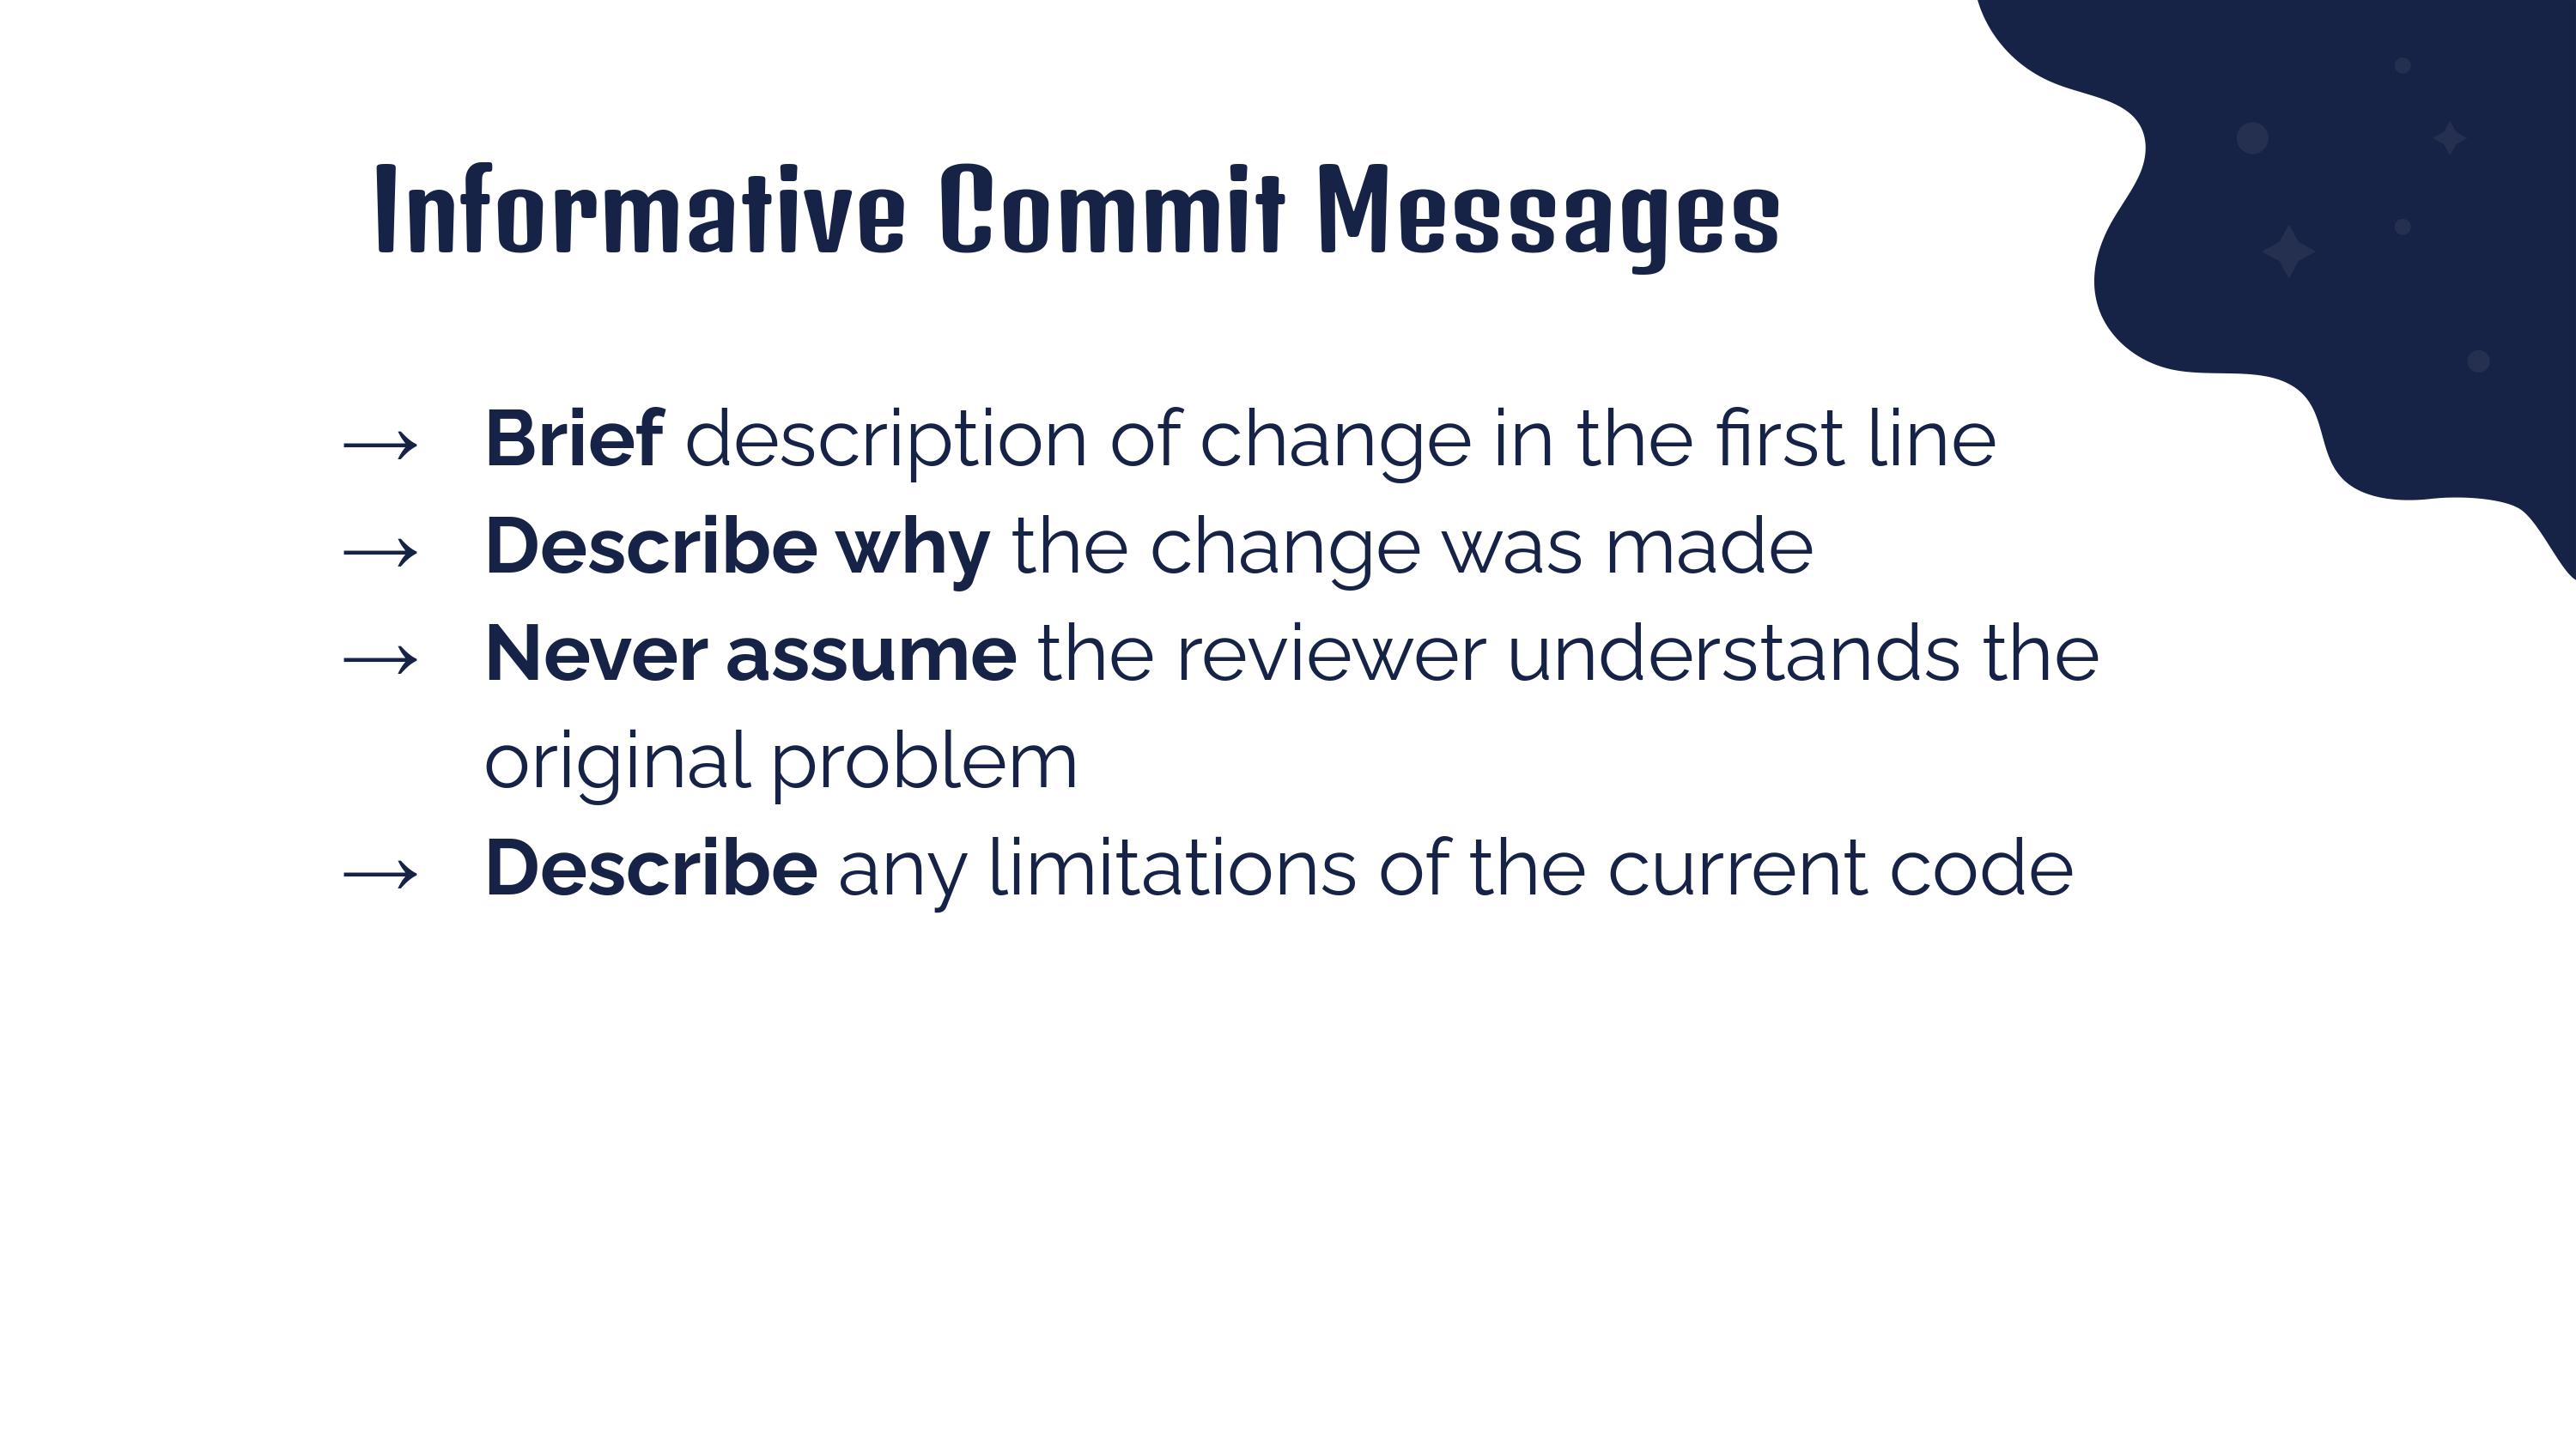 Informative Commit Messages
→ Brief description of change in the first line
→ Describe why the change was made
→ Never assume the reviewer understands the
original problem
→ Describe any limitations of the current code